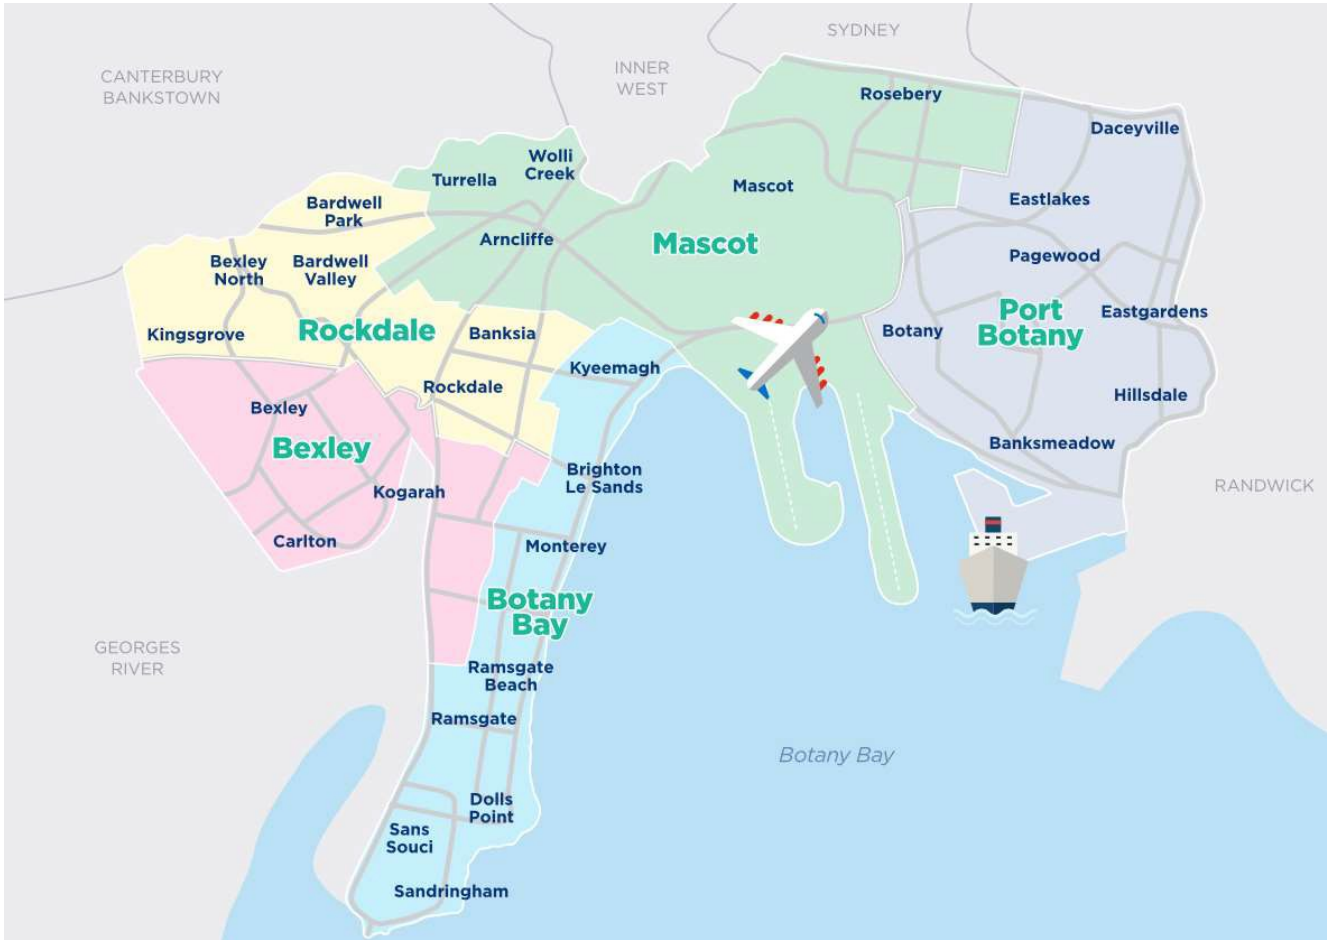 SYDNEY
CANTERBURY
BANKSTOWN
INNER
WEST
Rosebery
Daceyville
Wolli
Creek
Turrella
Mascot
Eastlakes
Bardwell
Park
Arncliffe
Mascot
Pagewood
Bexley
North
Bardwell
Valley
Port
Botany
Eastgardens
Kingsgrove
Rockdale
Banksia
Botany
Kyeemagh
Rockdale
Hillsdale
Bexley
Bexley
Banksmeadow
Brighton
Le Sands
Kogarah
RANDWICK
Carlton
Monterey
Botany
Bay
GEORGES
RIVER
Ramsgate
Beach
Ramsgate
Botany Bay
Dolls
Point
Sans
Souci
Sandringham